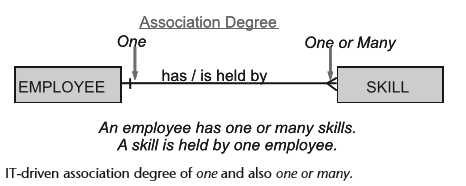 Association Degree
One
One or Many
EMPLOYEE
has / is held by
SKILL
An employee has one or many skills.
A skill is held by one employee.
IT-driven association degree of one and also one or many.